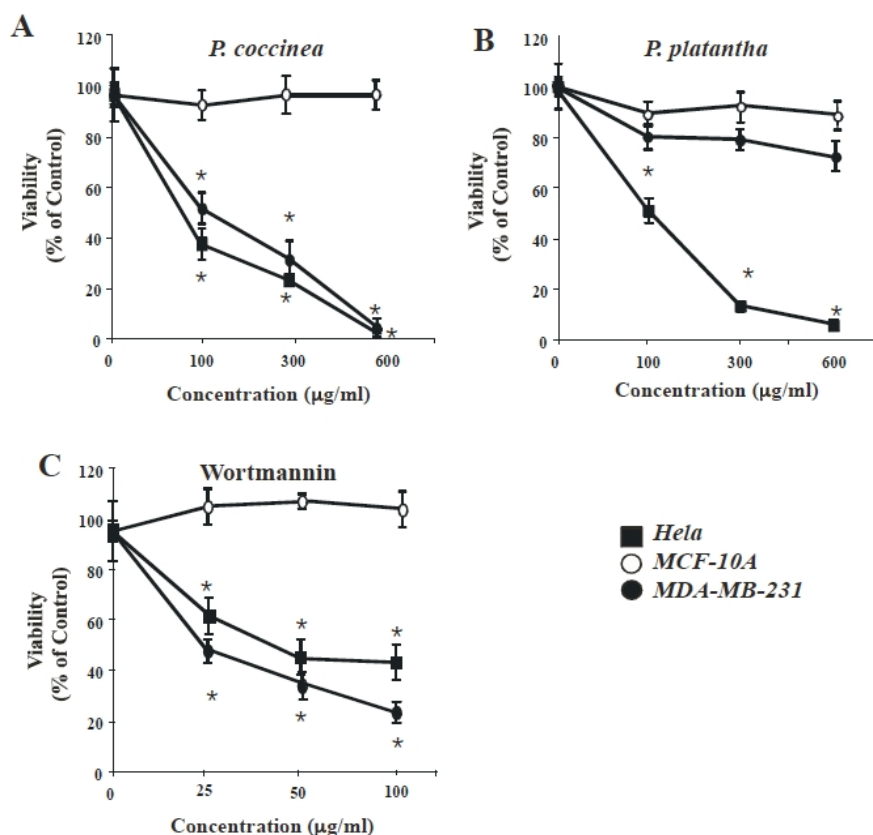 A
P. coccinea
120
100
80
60
40
20
0
Viability
(% of Control)
*
*
*
*
*
*
0 100 300 600
Concentration (µg/ml)
B
P. platantha
120
100
80
60
40
20
0
Viability
(% of Control)
*
*
*
0 100 300 600
Concentration (µg/ml)
C
Wortmannin
120
100
80
60
40
20
0
Viability
(% of Control)
*
*
*
*
*
*
0 25 50 100
Concentration (µg/ml)
Hela
MCF-10A
MDA-MB-231